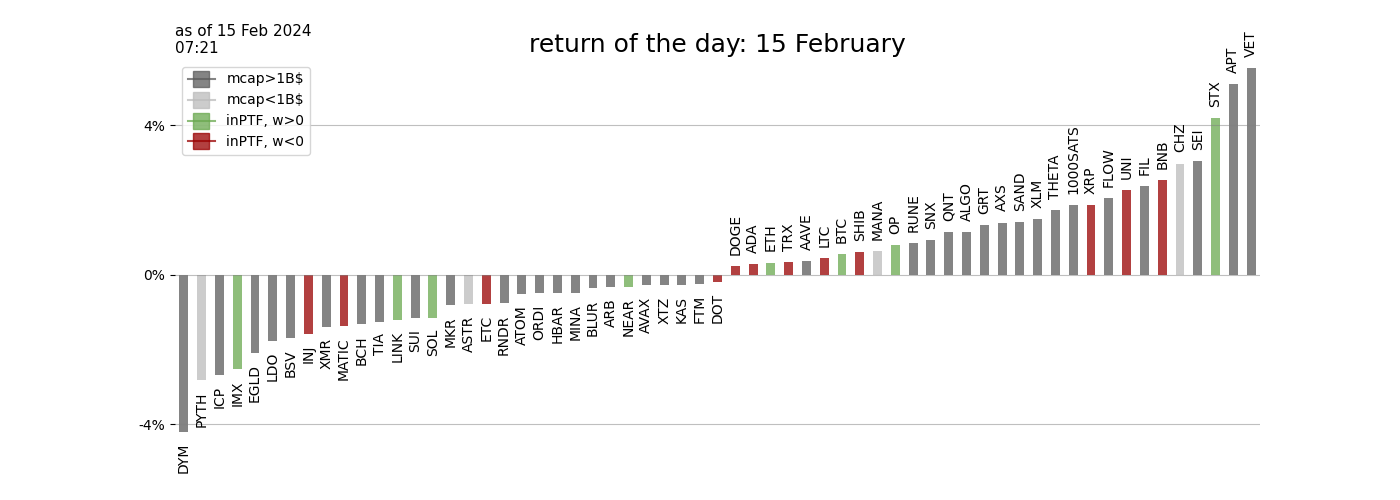 as of 15 Feb 2024
07:21
return of the day: 15 February
mcap>1B$
mcap<1B$
inPTF, w>0
inPTF, w<0
4%
0%
-4%
DYM
PYTH
ICP
IMX
EGLD
LDO
BSV
INJ
XMR
MATIC
BCH
TIA
LINK
SUI
SOL
MKR
ASTR
ETC
RNDR
ATOM
ORDI
HBAR
MINA
BLUR
ARB
NEAR
AVAX
XTZ
KAS
FTM
DOT
DOGE
ADA
ETH
TRX
AAVE
LTC
BTC
SHIB
MANA
OP
RUNE
SNX
QNT
ALGO
GRT
AXS
SAND
XLM
THETA
1000SATS
XRP
FLOW
UNI
FIL
BNB
CHZ
SEI
STX
APT
VET